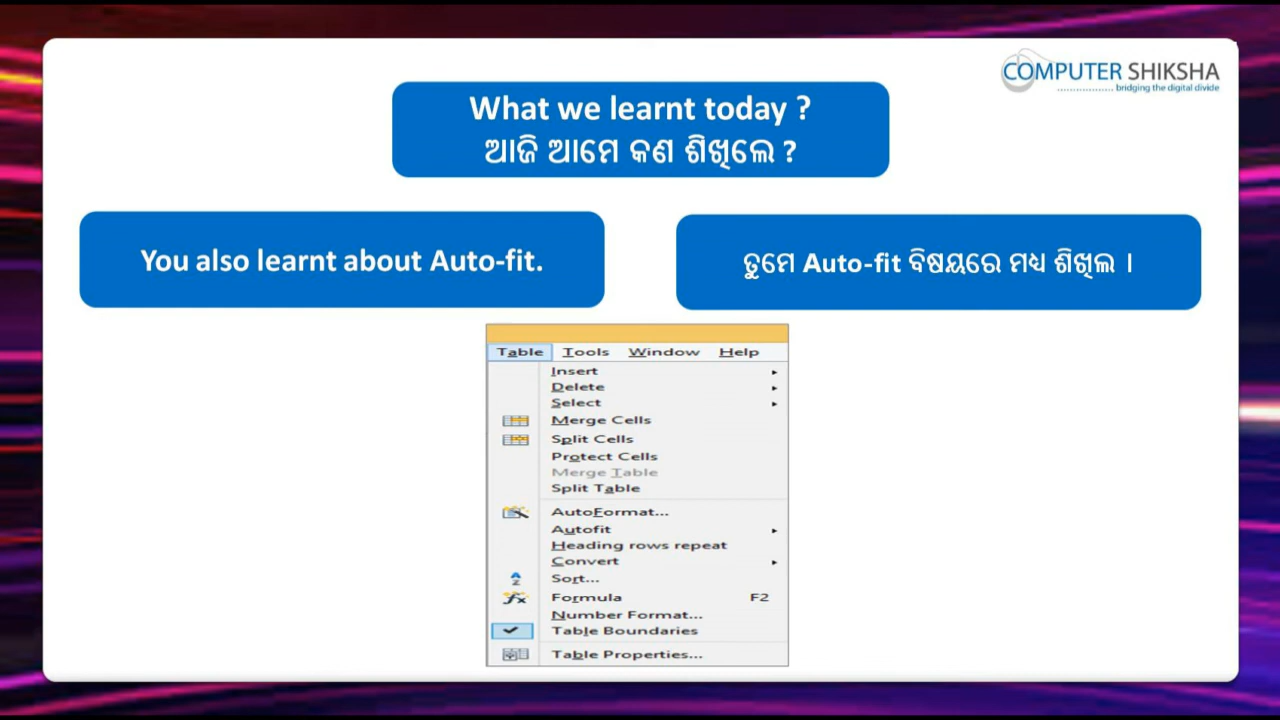 COMPUTER SHIKSHA
bridging the digital divide
What we learnt today ?
ଆଜି ଆମେ କଣ ଶିଖିଲେ ?
You also learnt about Auto-fit.
ତୁମେ Auto-fit ବିଷୟରେ ମଧ୍ୟ ଶିଖିଲ ।
Table Tools Window Help
Insert
Delete
Select
Merge Cells
Split Cells
Protect Cells
Merge Table
Split Table
AutoFormat...
Autofit
Heading rows repeat
Convert
Sort...
Formula F2
Number Format...
Table Boundaries
Table Properties...